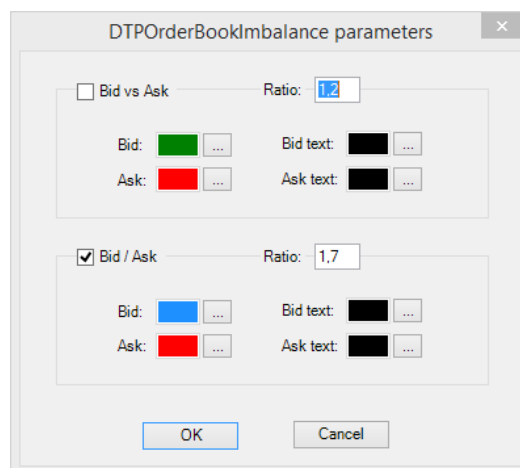 DTPOrderBookImbalance parameters
Bid vs Ask Ratio: 1,2
Bid: ... Bid text: ...
Ask: ... Ask text: ...
Bid / Ask Ratio: 1,7
Bid: ... Bid text: ...
Ask: ... Ask text: ...
OK Cancel